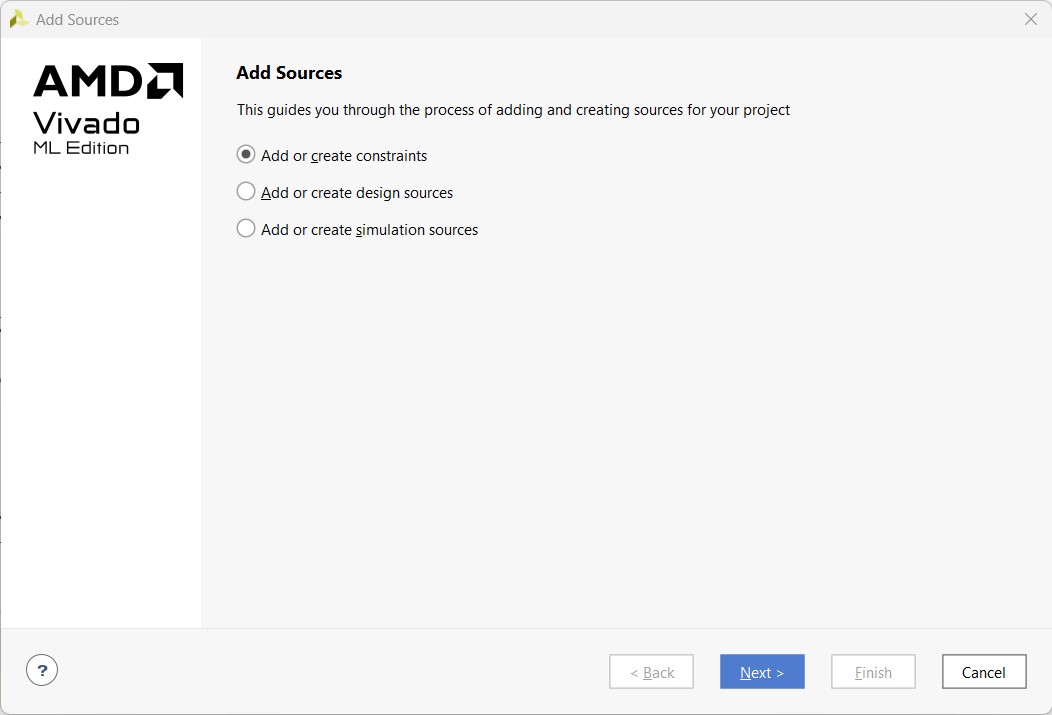 Add Sources
AMD
Vivado
ML Edition
Add Sources
This guides you through the process of adding and creating sources for your project
Add or create constraints
Add or create design sources
Add or create simulation sources
?
< Back
Next >
Finish
Cancel